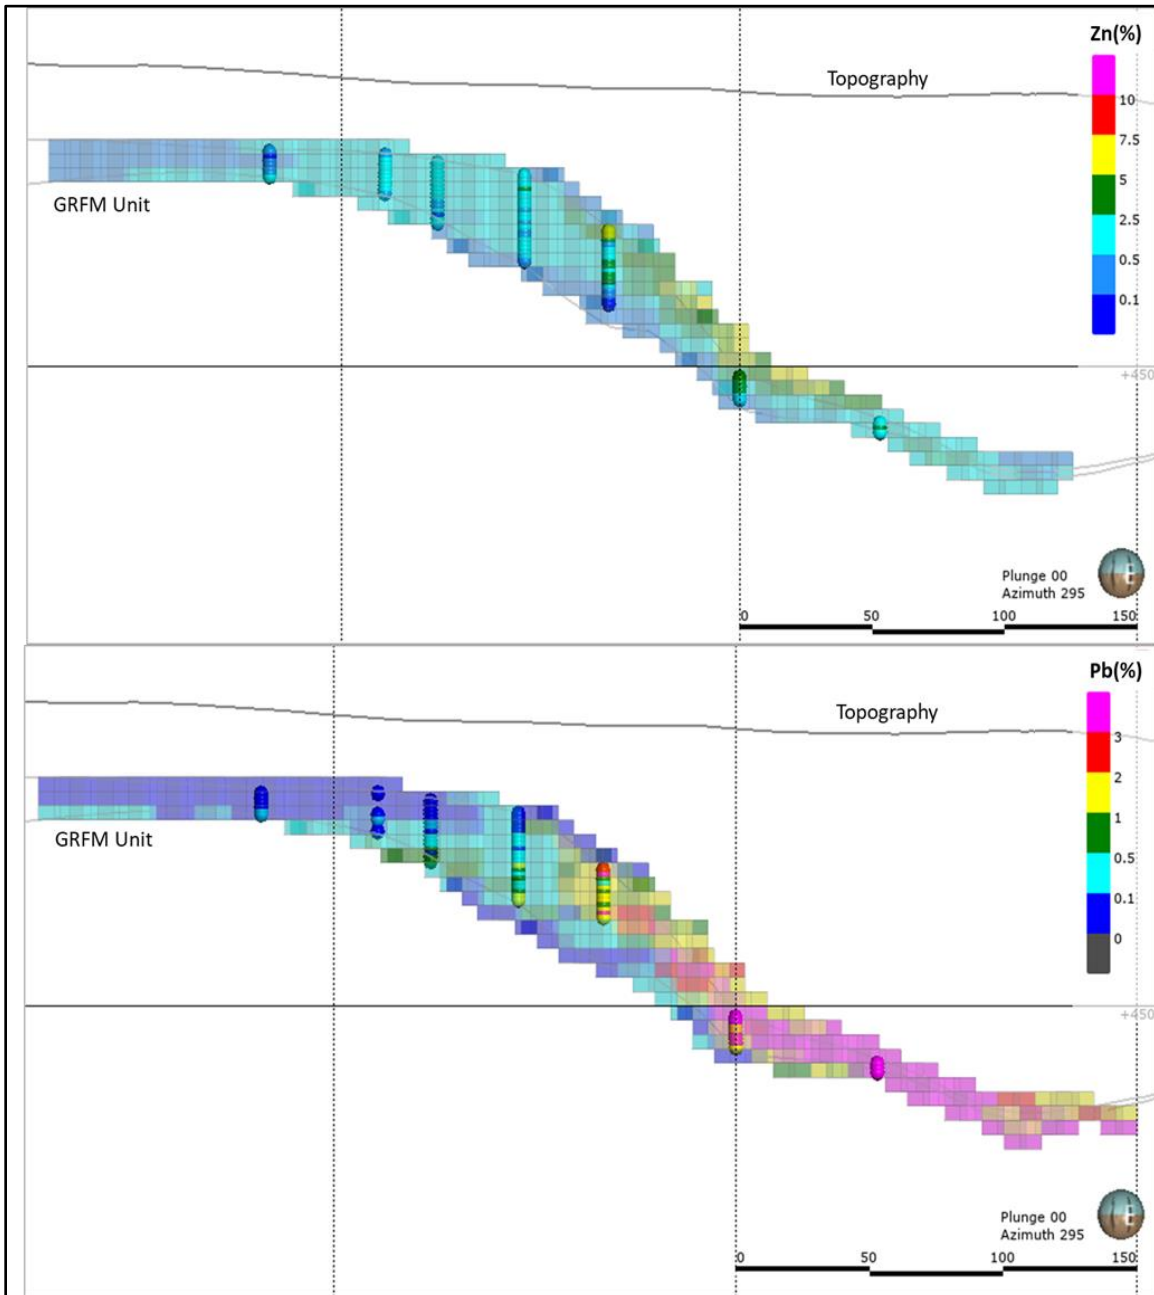 Zn(%)
Topography
10
7.5
5
2.5
0.5
0.1
GRFM Unit
+450
Plunge 00
Azimuth 295
E
0 50 100 150
Pb(%)
Topography
3
2
1
0.5
0.1
0
GRFM Unit
+450
Plunge 00
Azimuth 295
E
0 50 100 150